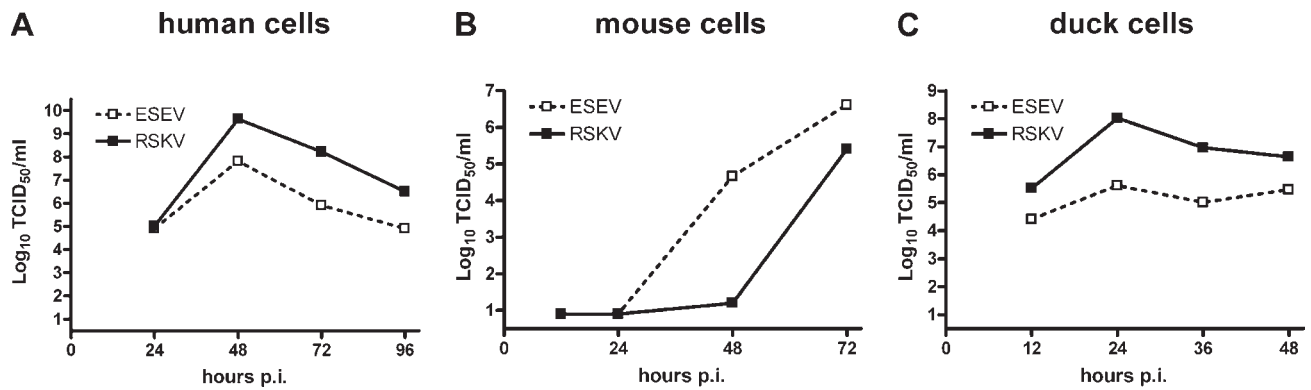 A human cells
Log10 TCID50/ml
ESEV
RSKV
10
9
8
7
6
5
4
3
2
1
0 24 48 72 96
hours p.i.
B mouse cells
Log10 TCID50/ml
ESEV
RSKV
7
6
5
4
3
2
1
0 24 48 72
hours p.i.
C duck cells
Log10 TCID50/ml
ESEV
RSKV
9
8
7
6
5
4
3
2
1
0 12 24 36 48
hours p.i.